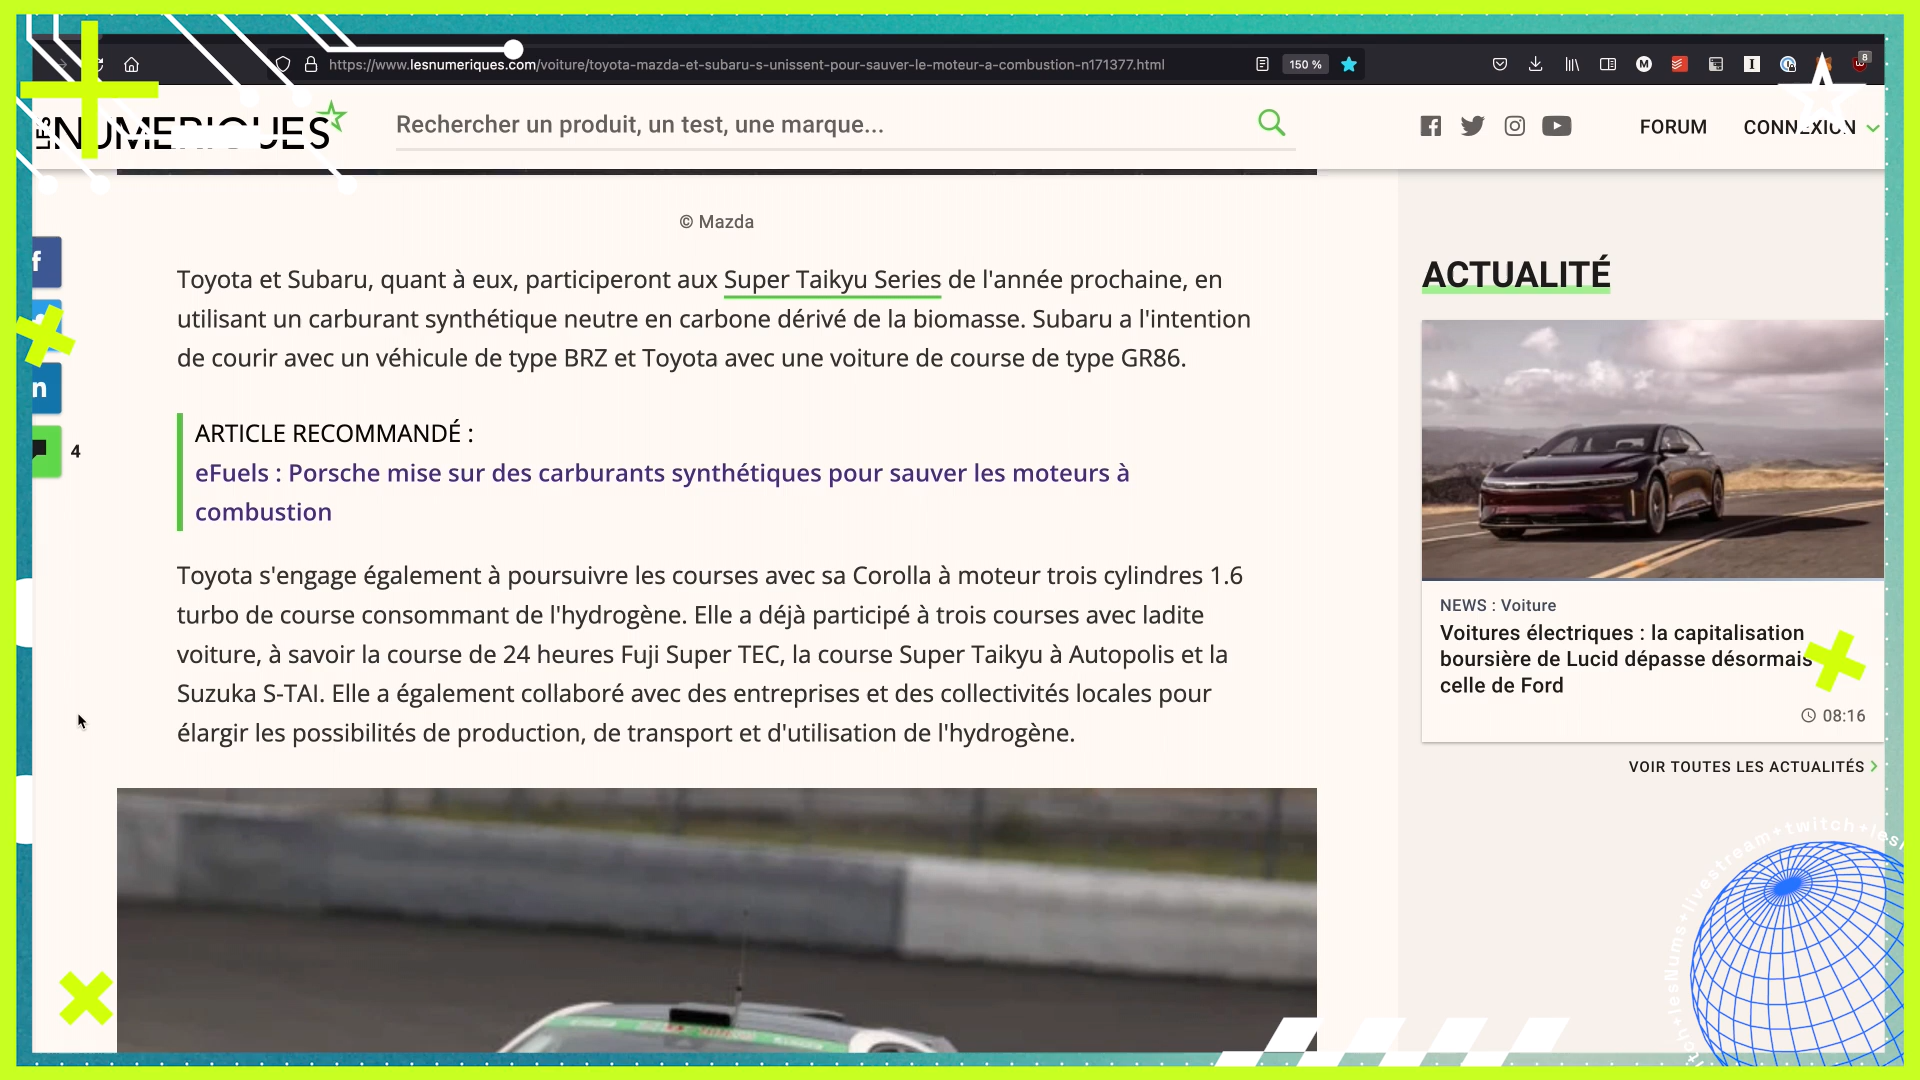 https://www.lesnumeriques.com/voiture/toyota-mazda-et-subaru-s-unissent-pour-sauver-le-moteur-a-combustion-n171377.html
150 %
8
LES NUMERIQUES
Rechercher un produit, un test, une marque...
FORUM
CONNEXION
© Mazda
Toyota et Subaru, quant à eux, participeront aux Super Taikyu Series de l'année prochaine, en
utilisant un carburant synthétique neutre en carbone dérivé de la biomasse. Subaru a l'intention
de courir avec un véhicule de type BRZ et Toyota avec une voiture de course de type GR86.
4
ARTICLE RECOMMANDÉ :
eFuels : Porsche mise sur des carburants synthétiques pour sauver les moteurs à
combustion
Toyota s'engage également à poursuivre les courses avec sa Corolla à moteur trois cylindres 1.6
turbo de course consommant de l'hydrogène. Elle a déjà participé à trois courses avec ladite
voiture, à savoir la course de 24 heures Fuji Super TEC, la course Super Taikyu à Autopolis et la
Suzuka S-TAI. Elle a également collaboré avec des entreprises et des collectivités locales pour
élargir les possibilités de production, de transport et d'utilisation de l'hydrogène.
ACTUALITÉ
NEWS : Voiture
Voitures électriques : la capitalisation
boursière de Lucid dépasse désormais
celle de Ford
08:16
VOIR TOUTES LES ACTUALITÉS
lesNums+livestream+twitch+